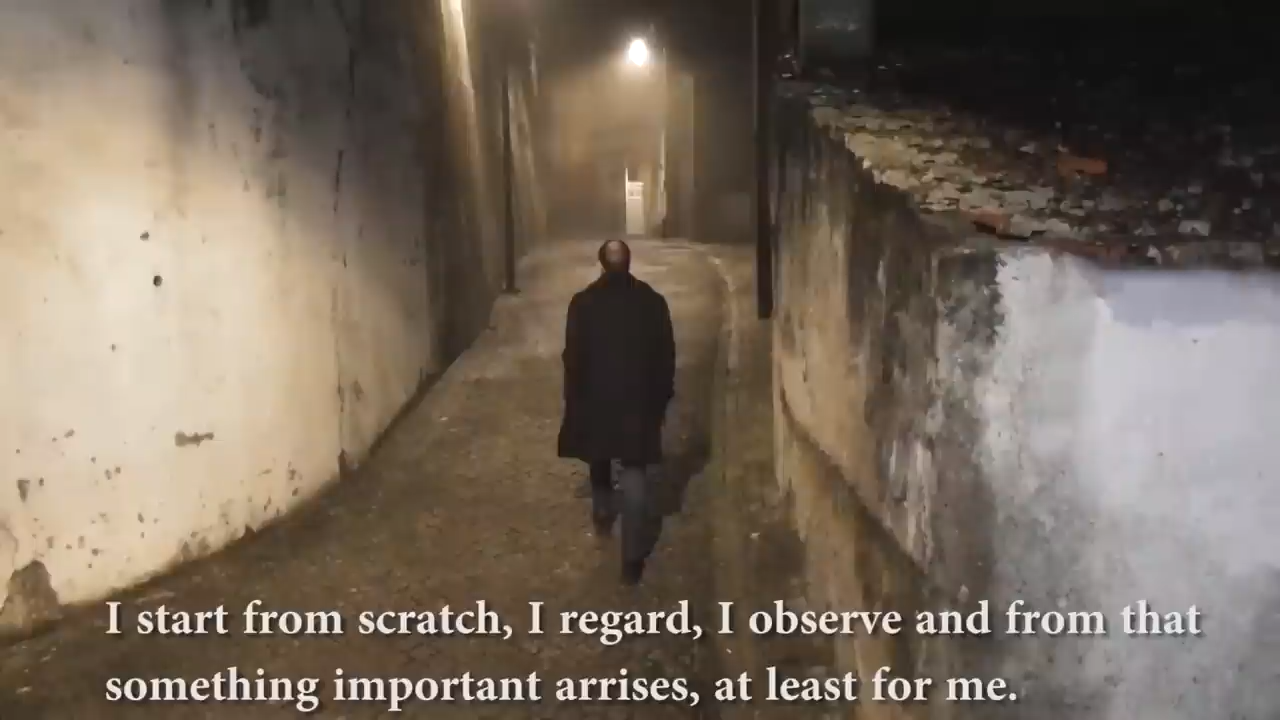 I start from scratch, I regard, I observe and from that
something important arrises, at least for me.